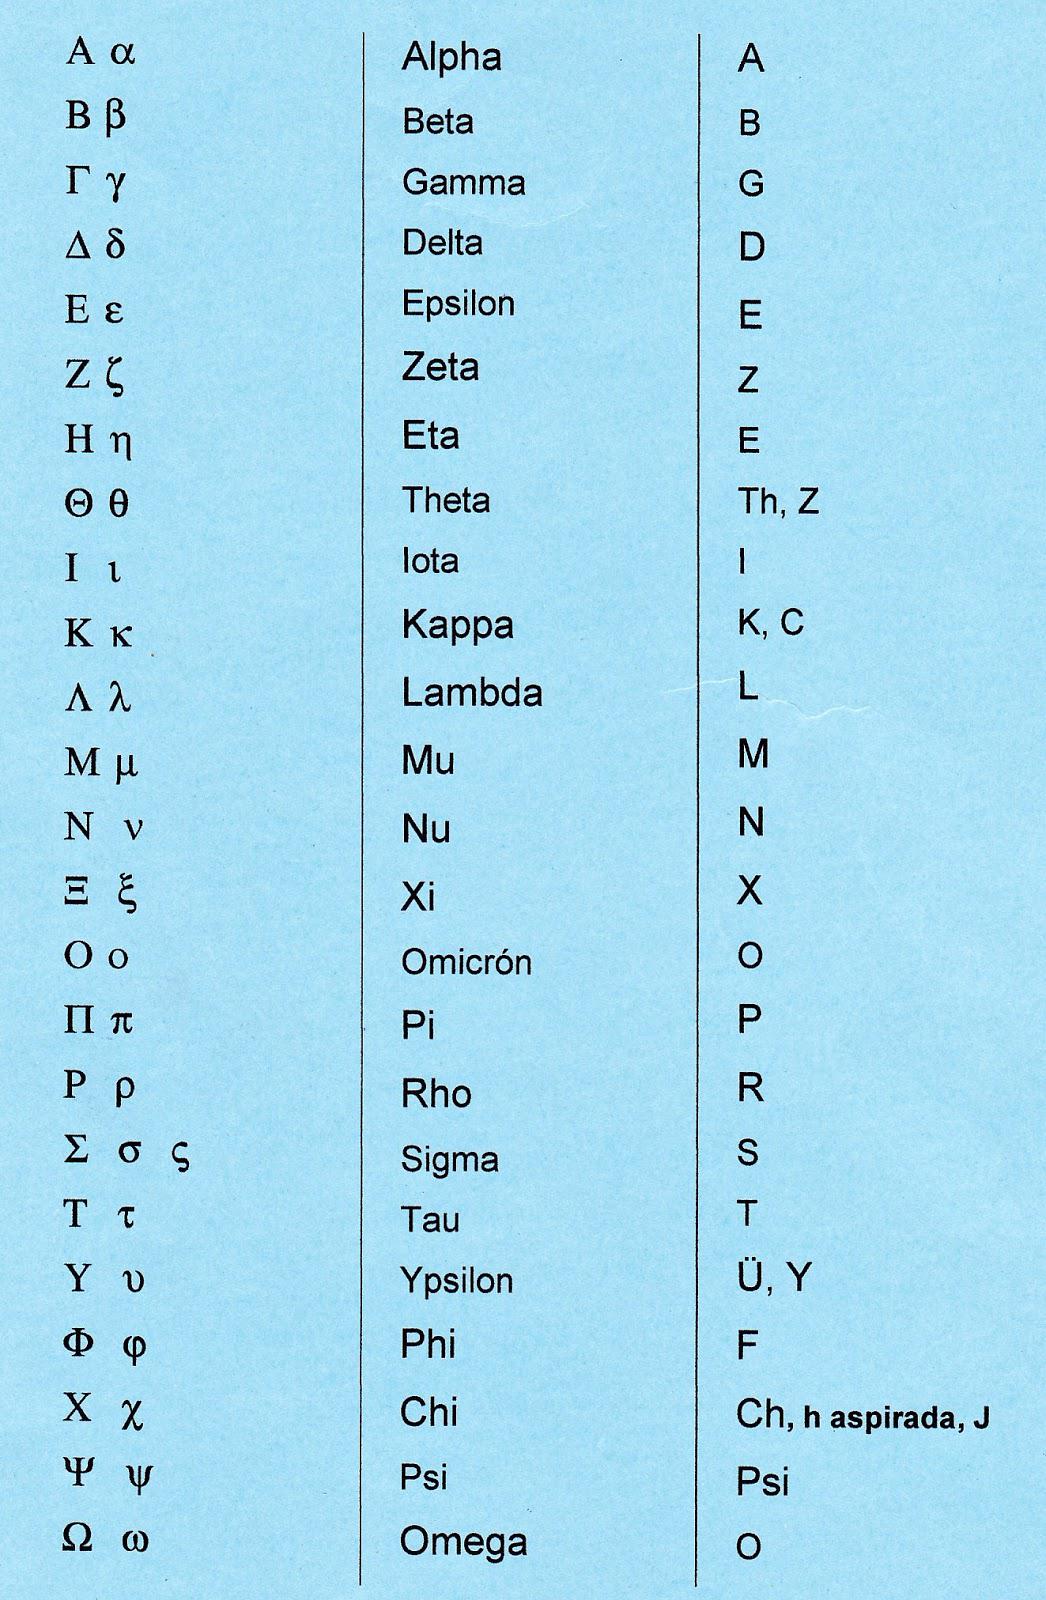 Α α Alpha A
Β β Beta B
Γ γ Gamma G
Δ δ Delta D
Ε ε Epsilon E
Ζ ζ Zeta Z
Η η Eta E
Θ θ Theta Th, Z
Ι ι Iota I
Κ κ Kappa K, C
Λ λ Lambda L
Μ μ Mu M
Ν ν Nu N
Ξ ξ Xi X
Ο ο Omicrón O
Π π Pi P
Ρ ρ Rho R
Σ σ ς Sigma S
Τ τ Tau T
Υ υ Ypsilon Ü, Y
Φ φ Phi F
Χ χ Chi Ch, h aspirada, J
Ψ ψ Psi Psi
Ω ω Omega O